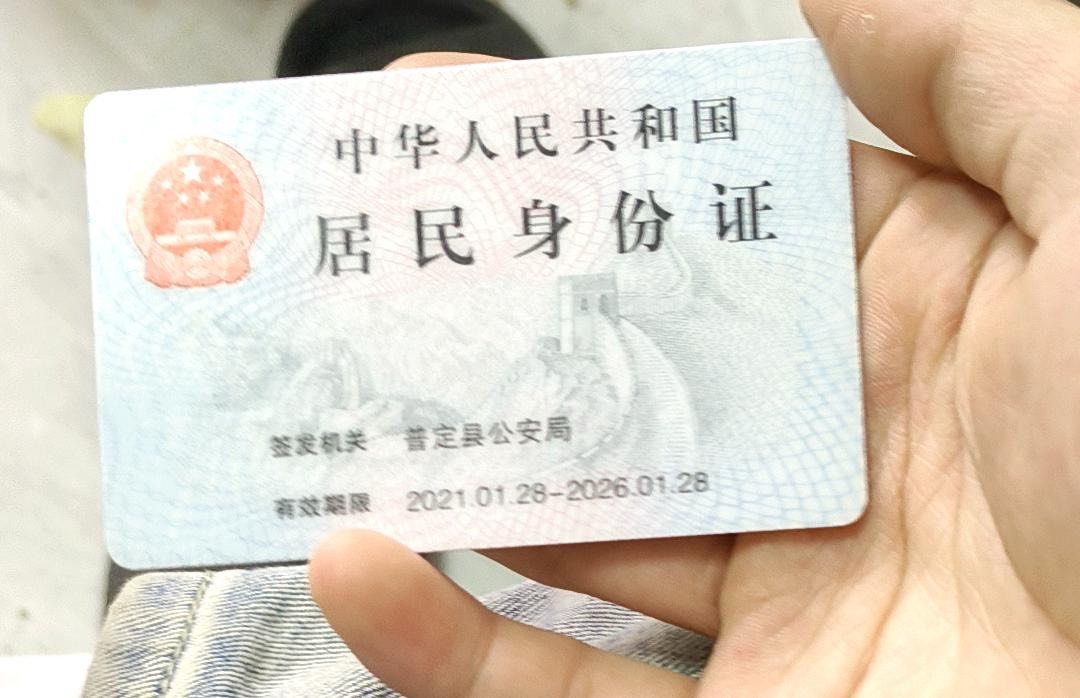 中华人民共和国
居民身份证
签发机关 普定县公安局
有效期限 2021.01.28-2026.01.28